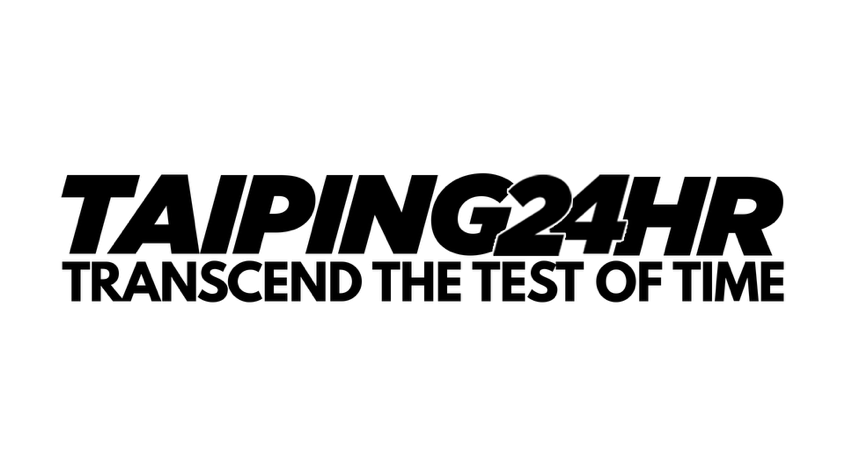 TAIPING24HR
TRANSCEND THE TEST OF TIME